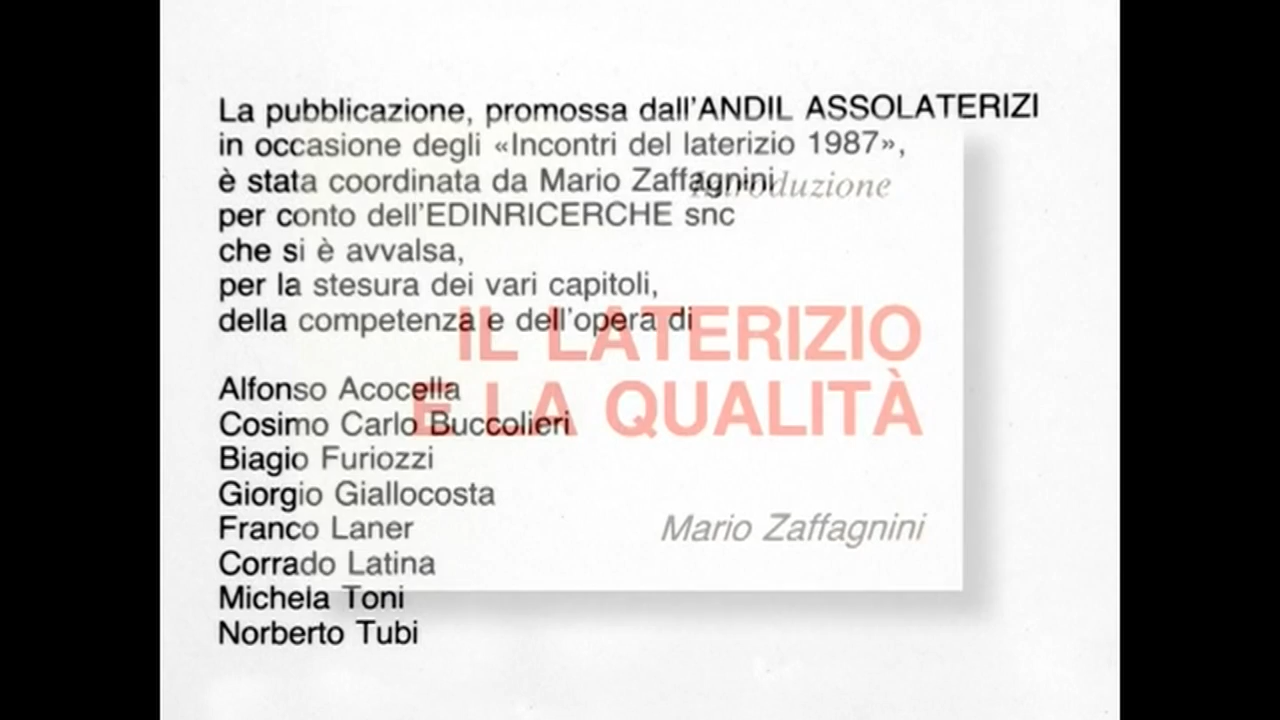 La pubblicazione, promossa dall'ANDIL ASSOLATERIZI
in occasione degli «Incontri del laterizio 1987»,
è stata coordinata da Mario Zaffagnini
per conto dell'EDINRICERCHE snc
che si è avvalsa,
per la stesura dei vari capitoli,
della competenza e dell'opera di
Alfonso Acocella
Cosimo Carlo Buccolieri
Biagio Furiozzi
Giorgio Giallocosta
Franco Laner
Corrado Latina
Michela Toni
Norberto Tubi
Introduzione
IL LATERIZIO
E LA QUALITÀ
Mario Zaffagnini